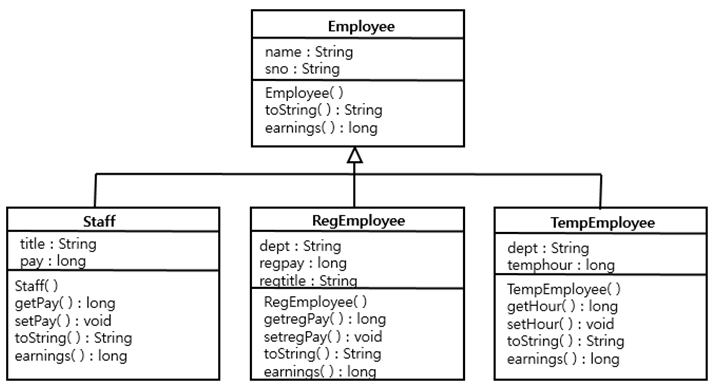 Employee
name : String
sno : String
Employee( )
toString( ) : String
earnings( ) : long
Staff
title : String
pay : long
Staff( )
getPay( ) : long
setPay( ) : void
toString( ) : String
earnings( ) : long
RegEmployee
dept : String
regpay : long
regtitle : String
RegEmployee( )
getregPay( ) : long
setregPay( ) : void
toString( ) : String
earnings( ) : long
TempEmployee
dept : String
temphour : long
TempEmployee( )
getHour( ) : long
setHour( ) : void
toString( ) : String
earnings( ) : long